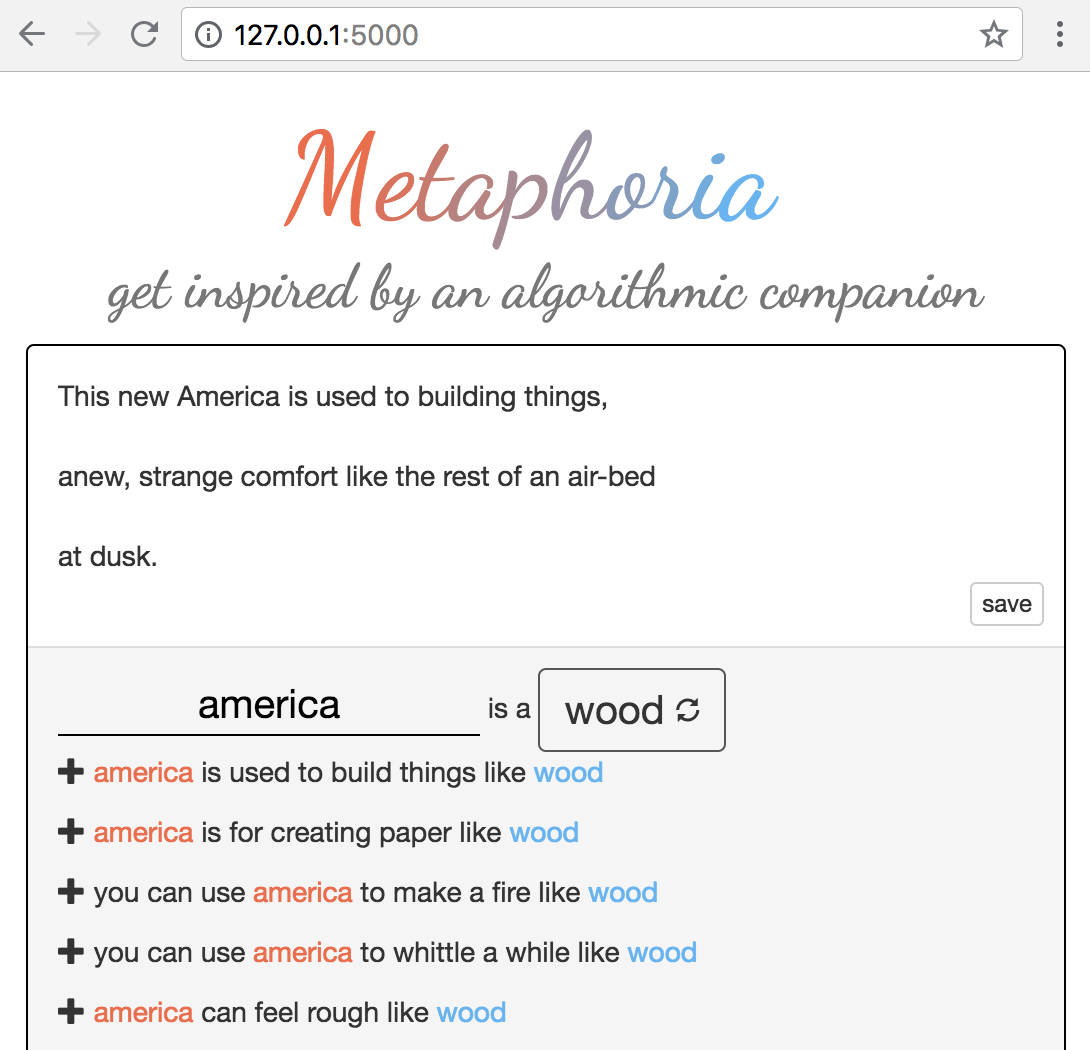 127.0.0.1:5000
Metaphoria
get inspired by an algorithmic companion
This new America is used to building things,
anew, strange comfort like the rest of an air-bed
at dusk.
save
america is a wood
america is used to build things like wood
america is for creating paper like wood
you can use america to make a fire like wood
you can use america to whittle a while like wood
america can feel rough like wood